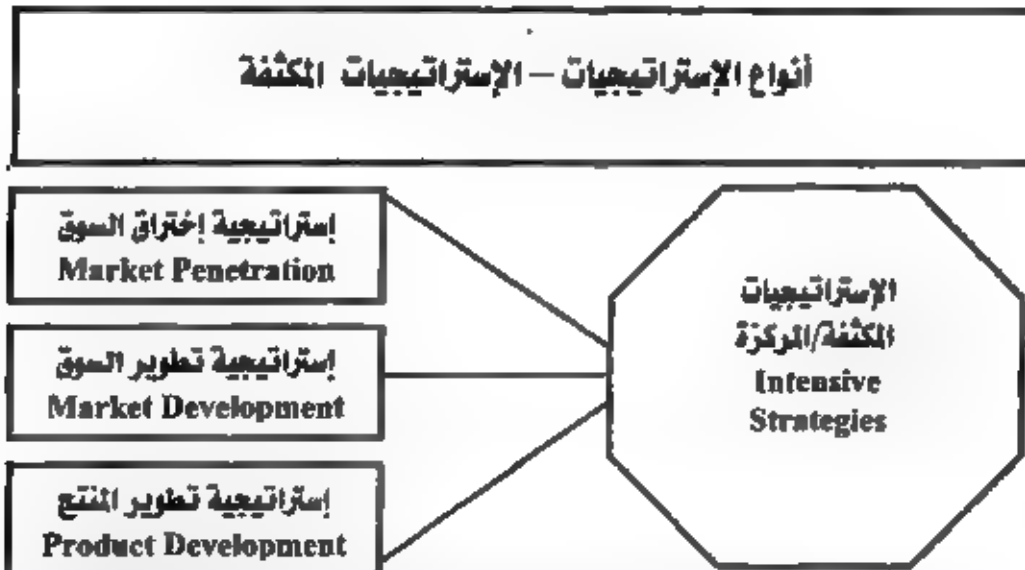 أنواع الإستراتيجيات – الإستراتيجيات المكثفة
الإستراتيجيات
المكثفة/المركزة
Intensive
Strategies
إستراتيجية إختراق السوق
Market Penetration
إستراتيجية تطوير السوق
Market Development
إستراتيجية تطوير المنتج
Product Development